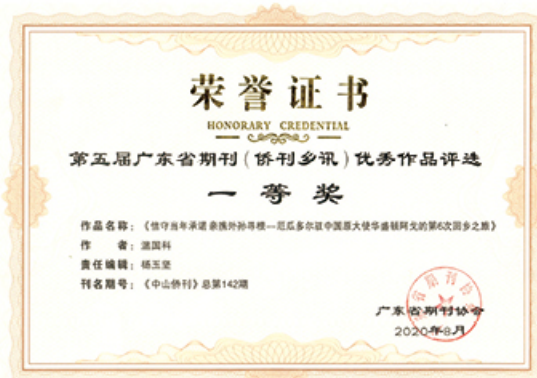 荣誉证书
HONORARY CREDENTIAL
第五届广东省期刊(侨刊乡讯)优秀作品评选
一等奖
作品名称:《恪守当年承诺 亲携外孙寻根—厄瓜多尔驻中国原大使华盛顿阿戈的第6次回乡之旅》
作 者:温国科
责任编辑:杨玉坚
刊名期号:《中山侨刊》总第142期
广东省期刊协会
2020年8月